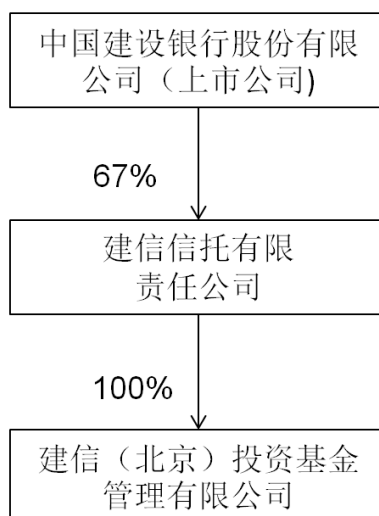 中国建设银行股份有限
公司（上市公司)
67%
建信信托有限
责任公司
100%
建信（北京）投资基金
管理有限公司